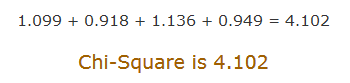 1.099 + 0.918 + 1.136 + 0.949 = 4.102
Chi-Square is 4.102